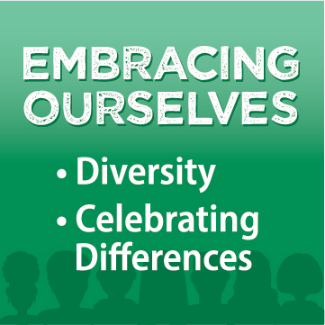 EMBRACING
OURSELVES
• Diversity
• Celebrating
Differences